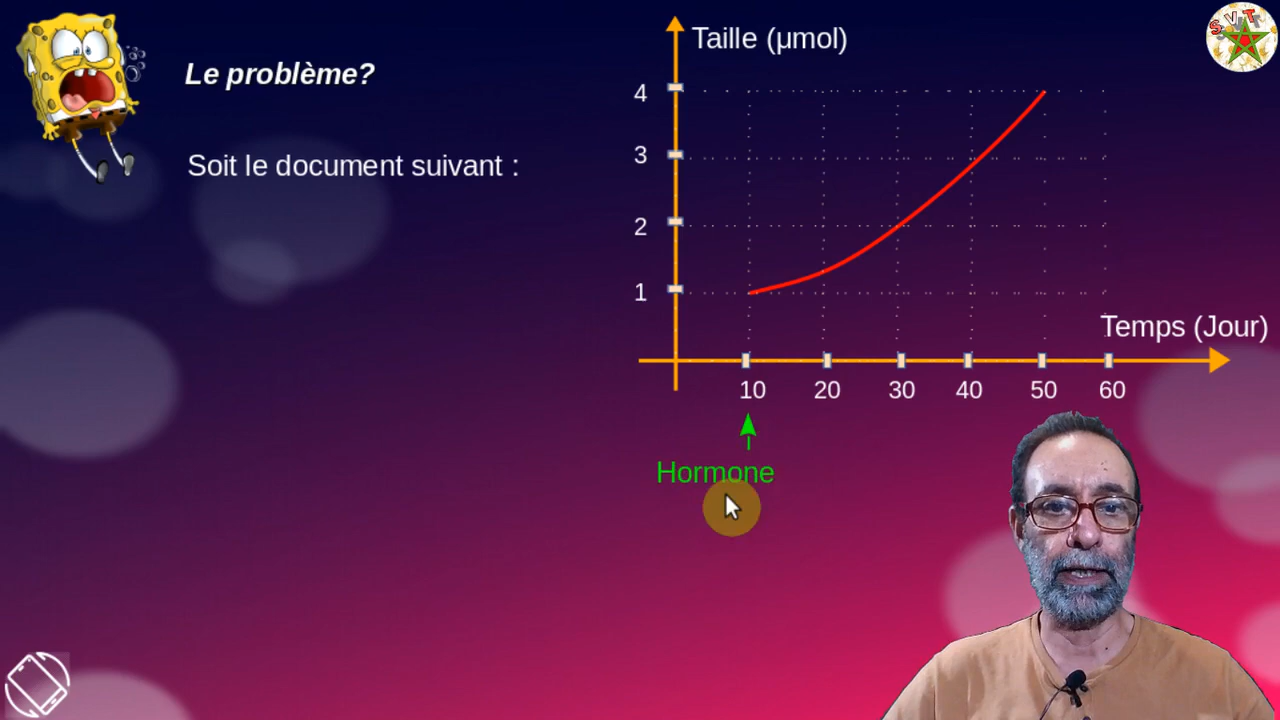 SVT
Le problème?
Soit le document suivant :
Taille (μmol)
4
3
2
1
Temps (Jour)
10 20 30 40 50 60
Hormone